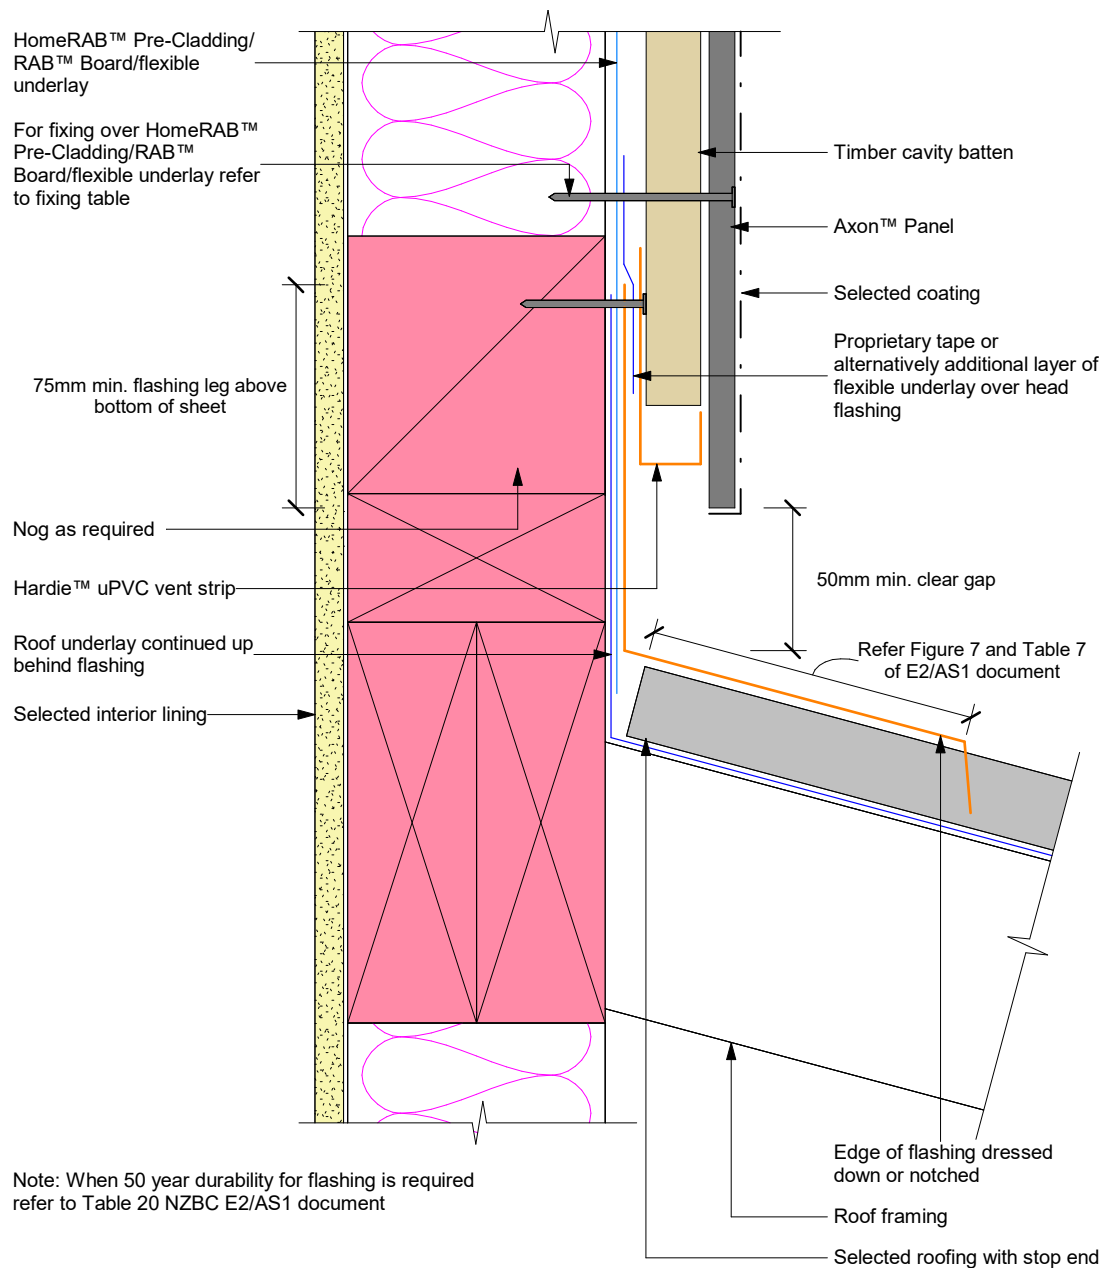 HomeRAB™ Pre-Cladding/
RAB™ Board/flexible
underlay
For fixing over HomeRAB™
Pre-Cladding/RAB™
Board/flexible underlay refer
to fixing table
75mm min. flashing leg above
bottom of sheet
Nog as required
Hardie™ uPVC vent strip
Roof underlay continued up
behind flashing
Selected interior lining
Timber cavity batten
Axon™ Panel
Selected coating
Proprietary tape or
alternatively additional layer of
flexible underlay over head
flashing
50mm min. clear gap
Refer Figure 7 and Table 7
of E2/AS1 document
Edge of flashing dressed
down or notched
Roof framing
Selected roofing with stop end
Note: When 50 year durability for flashing is required
refer to Table 20 NZBC E2/AS1 document